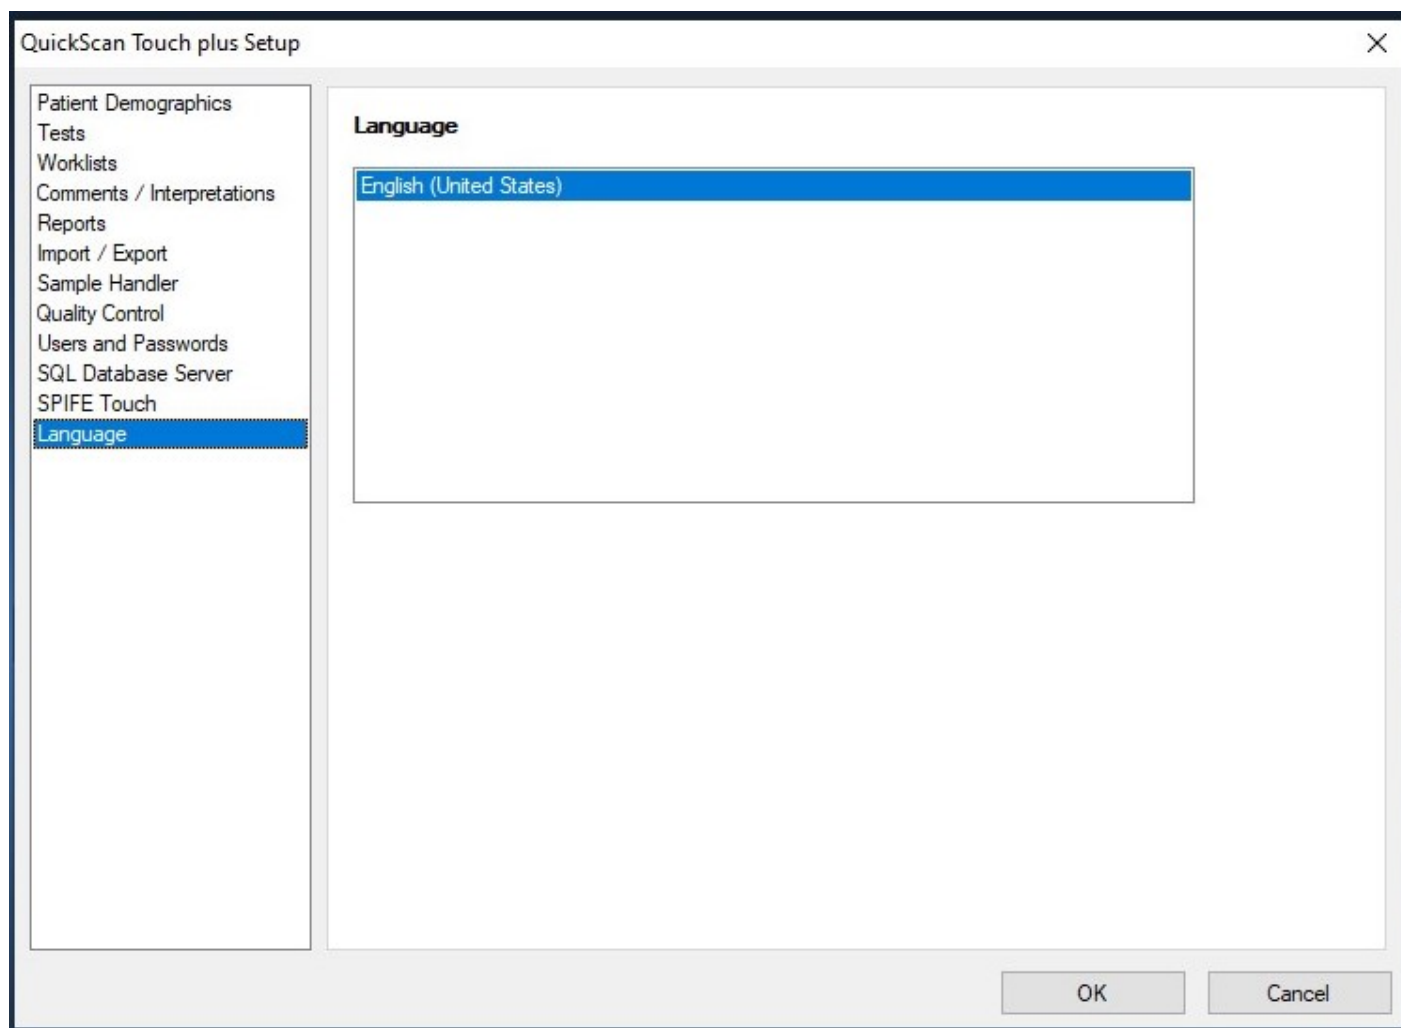 QuickScan Touch plus Setup
Patient Demographics
Tests
Worklists
Comments / Interpretations
Reports
Import / Export
Sample Handler
Quality Control
Users and Passwords
SQL Database Server
SPIFE Touch
Language
Language
English (United States)
OK
Cancel